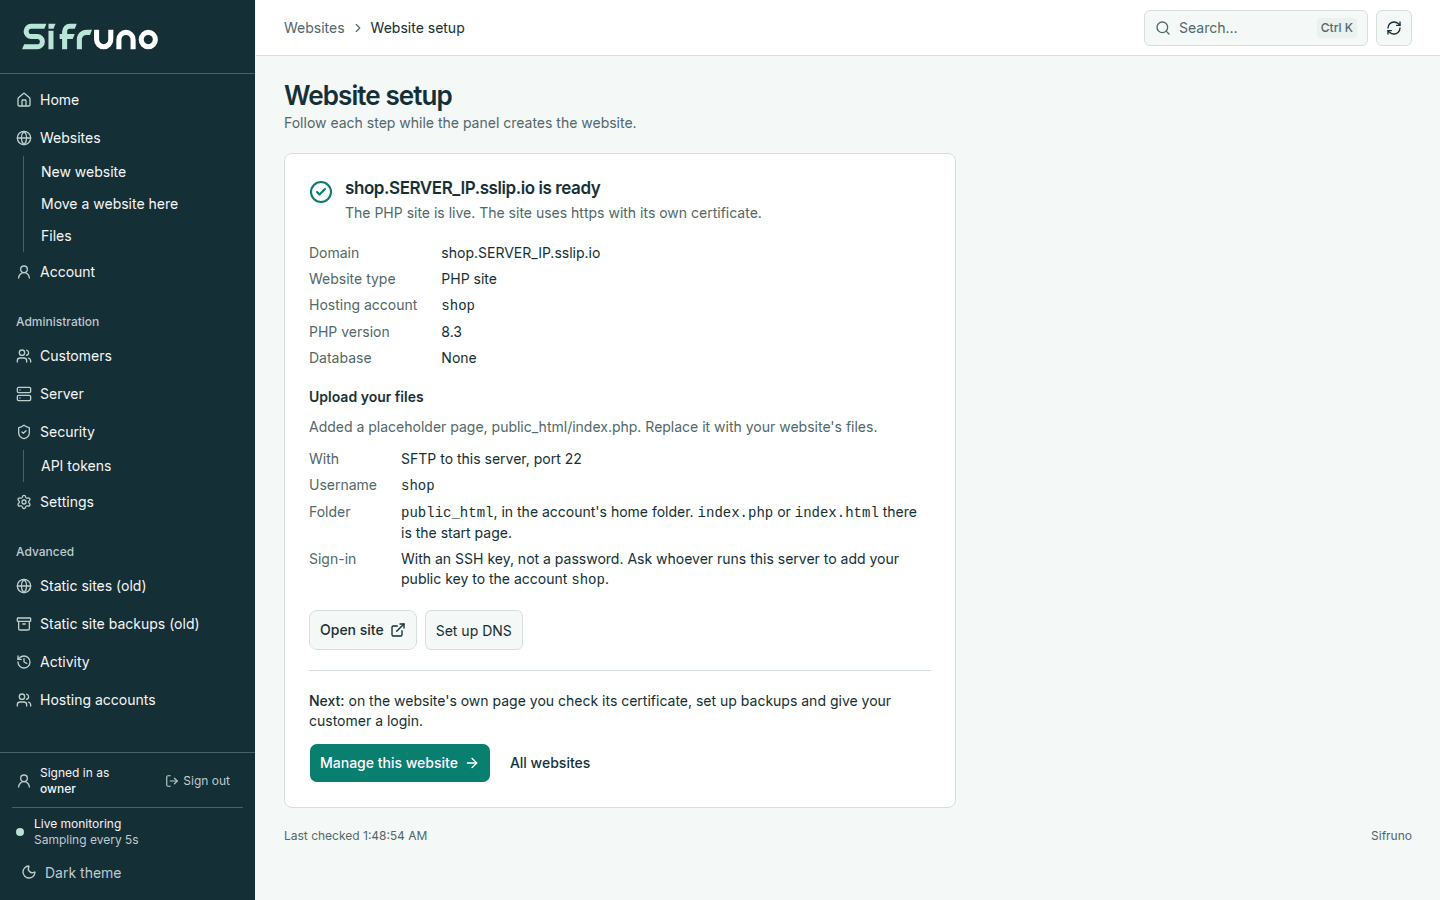 Sifruno
Home
Websites
New website
Move a website here
Files
Account
Administration
Customers
Server
Security
API tokens
Settings
Advanced
Static sites (old)
Static site backups (old)
Activity
Hosting accounts
Signed in as
owner
Sign out
Live monitoring
Sampling every 5s
Dark theme
Websites > Website setup
Search...
Ctrl K
Website setup
Follow each step while the panel creates the website.
shop.SERVER_IP.sslip.io is ready
The PHP site is live. The site uses https with its own certificate.
Domain shop.SERVER_IP.sslip.io
Website type PHP site
Hosting account shop
PHP version 8.3
Database None
Upload your files
Added a placeholder page, public_html/index.php. Replace it with your website's files.
With SFTP to this server, port 22
Username shop
Folder public_html, in the account's home folder. index.php or index.html there
is the start page.
Sign-in With an SSH key, not a password. Ask whoever runs this server to add your
public key to the account shop.
Open site
Set up DNS
Next: on the website's own page you check its certificate, set up backups and give your
customer a login.
Manage this website
All websites
Last checked 1:48:54 AM
Sifruno